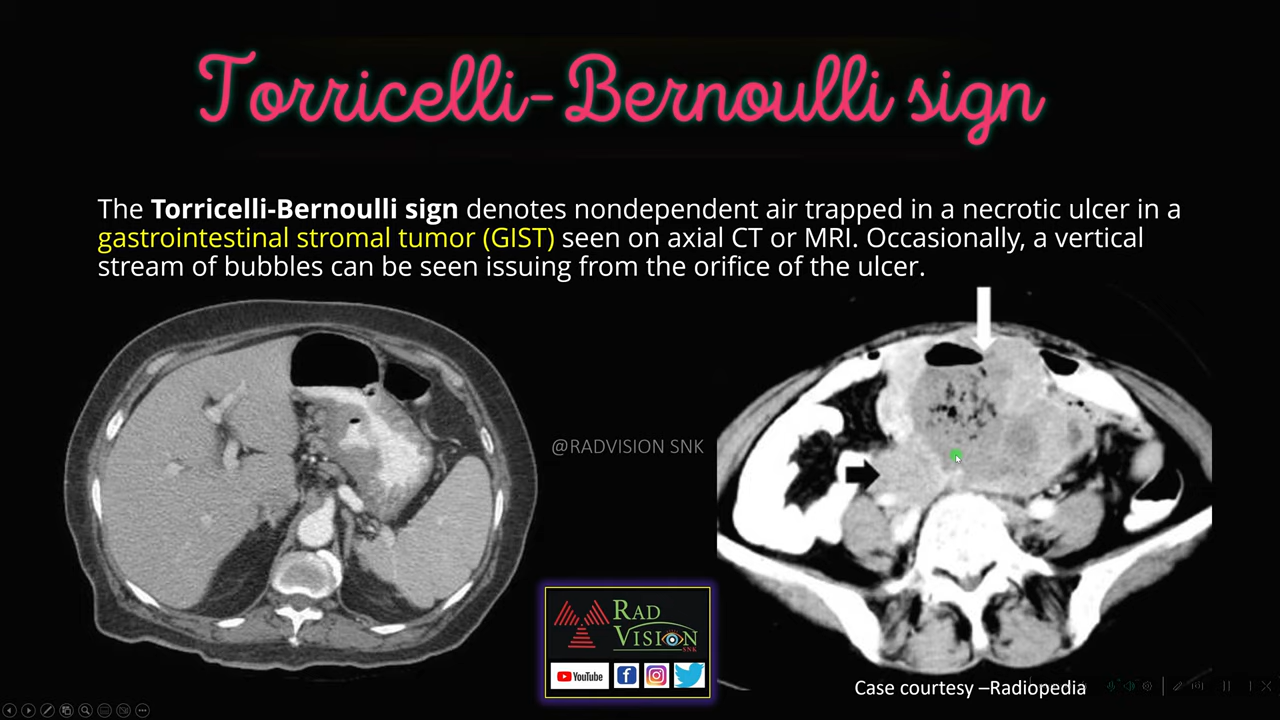 Torricelli-Bernoulli sign
The Torricelli-Bernoulli sign denotes nondependent air trapped in a necrotic ulcer in a
gastrointestinal stromal tumor (GIST) seen on axial CT or MRI. Occasionally, a vertical
stream of bubbles can be seen issuing from the orifice of the ulcer.
@RADVISION SNK
RAD
VISION
SNK
YouTube
Case courtesy –Radiopedia